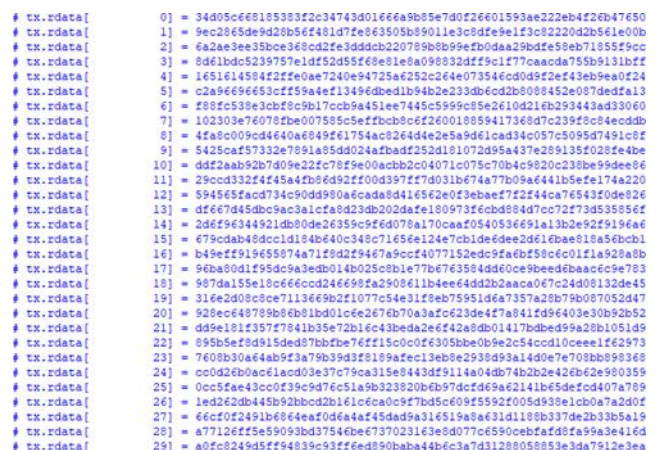 # tx.rdata[ 0] = 34d05c668185383f2c34743d01666a9b85e7d0f26601593ae222eb4f26b47650
# tx.rdata[ 1] = 9ec2865de9d28b56f481d7fe863505b89011e3c8dfe9e1f3c82220d2b561e00b
# tx.rdata[ 2] = 6a2ae3ee35bce368cd2fe3dddcb220789b8b99efb0daa29bdfe58eb71855f9cc
# tx.rdata[ 3] = 8d61bdc5239757e1df52d55f68e81e8a098832dff9c1f77caacda755b9131bff
# tx.rdata[ 4] = 1651614584f2ffe0ae7240e94725a6252c264e073546cd0d9f2ef43eb9ea0f24
# tx.rdata[ 5] = c2a96696653cff59a4ef13496dbed1b94b2e233db6cd2b8088452e087dedfa13
# tx.rdata[ 6] = f88fc538e3cbf8c9b17ccb9a451ee7445c5999c85e2610d216b293443ad33060
# tx.rdata[ 7] = 102303e76078fbe007585c5effbcb8c6f260018859417368d7c239f8c84ecddb
# tx.rdata[ 8] = 4fa8c009cd4640a6849f61754ac8264d4e2e5a9d61cad34c057c5095d7491c8f
# tx.rdata[ 9] = 5425caf57332e7891a85dd024afbadf252d181072d95a437e289135f028fe4be
# tx.rdata[ 10] = ddf2aab92b7d09e22fc78f9e00acbb2c04071c075c70b4c9820c238be99dee86
# tx.rdata[ 11] = 29ccd332f4f45a4fb86d92ff00d397ff7d031b674a77b09a6441b5efe174a220
# tx.rdata[ 12] = 594565facd734c90dd980a6cada8d416562e0f3ebaef7f2f44ca76543f0de826
# tx.rdata[ 13] = df667d45dbc9ac3a1cfa8d23db202dafe180973f6cbd884d7cc72f73d535856f
# tx.rdata[ 14] = 2d6f96344921db80de26359c9f6d078a170caaf0540536691a13b2e92f9196a6
# tx.rdata[ 15] = 679cdab48dcc1d184b640c348c71656e124e7cb1de6dee2d616bae818a56bcb1
# tx.rdata[ 16] = b49eff919655874a71f8d2f9467a9ccf4077152edc9fa6bf58c6c01f1a928a8b
# tx.rdata[ 17] = 96ba80d1f95dc9a3edb014b025c8b1e77b6763584dd60ce9beed6baac6c9e783
# tx.rdata[ 18] = 987da155e18c666ccd246698fa2908611b4ee64dd2b2aaca067c24d08132de45
# tx.rdata[ 19] = 316e2d08c8ce7113669b2f1077c54e31f8eb75951d6a7357a28b79b087052d47
# tx.rdata[ 20] = 928ec648789b86b81bd01c6e2676b70a3afc623de4f7a841fd96403e30b92b52
# tx.rdata[ 21] = dd9e181f357f7841b35e72b16c43beda2e6f42a8db01417bdbed99a28b1051d9
# tx.rdata[ 22] = 895b5ef8d915ded87bbfbe76ff15c0c0f6305bbe0b9e2c54ccd10ceee1f62973
# tx.rdata[ 23] = 7608b30a64ab9f3a79b39d3f8189afec13eb8e2938d93a14d0e7e708bb898368
# tx.rdata[ 24] = cc0d26b0ac61acd03e37c79ca315e8443df9114a04db74b2b2e426b62e980359
# tx.rdata[ 25] = 0cc5fae43cc0f39c9d76c51a9b323820b6b97dcfd69a62141b65defcd407a789
# tx.rdata[ 26] = 1ed262db445b92bbcd2b161c6ca0c9f7bd5c609f5592f005d938e1cb0a7a2d0f
# tx.rdata[ 27] = 66cf0f2491b6864eaf0d6a4af45dad9a316519a8a631d1188b337de2b33b5a19
# tx.rdata[ 28] = a77126ff5e59093bd37546be6737023163e8d077c6590cebfafd8fa99a3e416d
# tx.rdata[ 29] = a0fc8249d5ff94839c93ff6ed890baba44b6c3a7d31288058853e3da7912e3ea